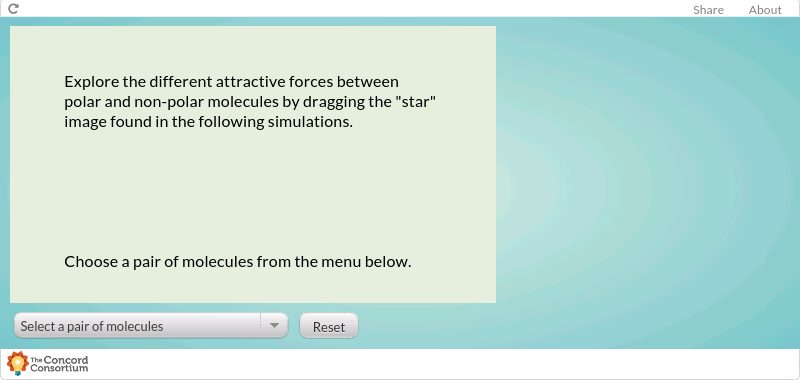 Share About
Explore the different attractive forces between
polar and non-polar molecules by dragging the "star"
image found in the following simulations.
Choose a pair of molecules from the menu below.
Select a pair of molecules Reset
The Concord
Consortium